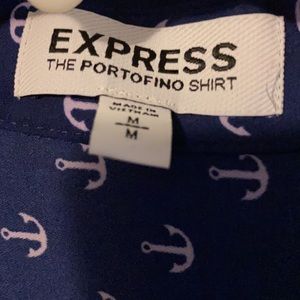 EXPRESS
THE PORTOFINO SHIRT
MADE IN
VIETNAM
M
M